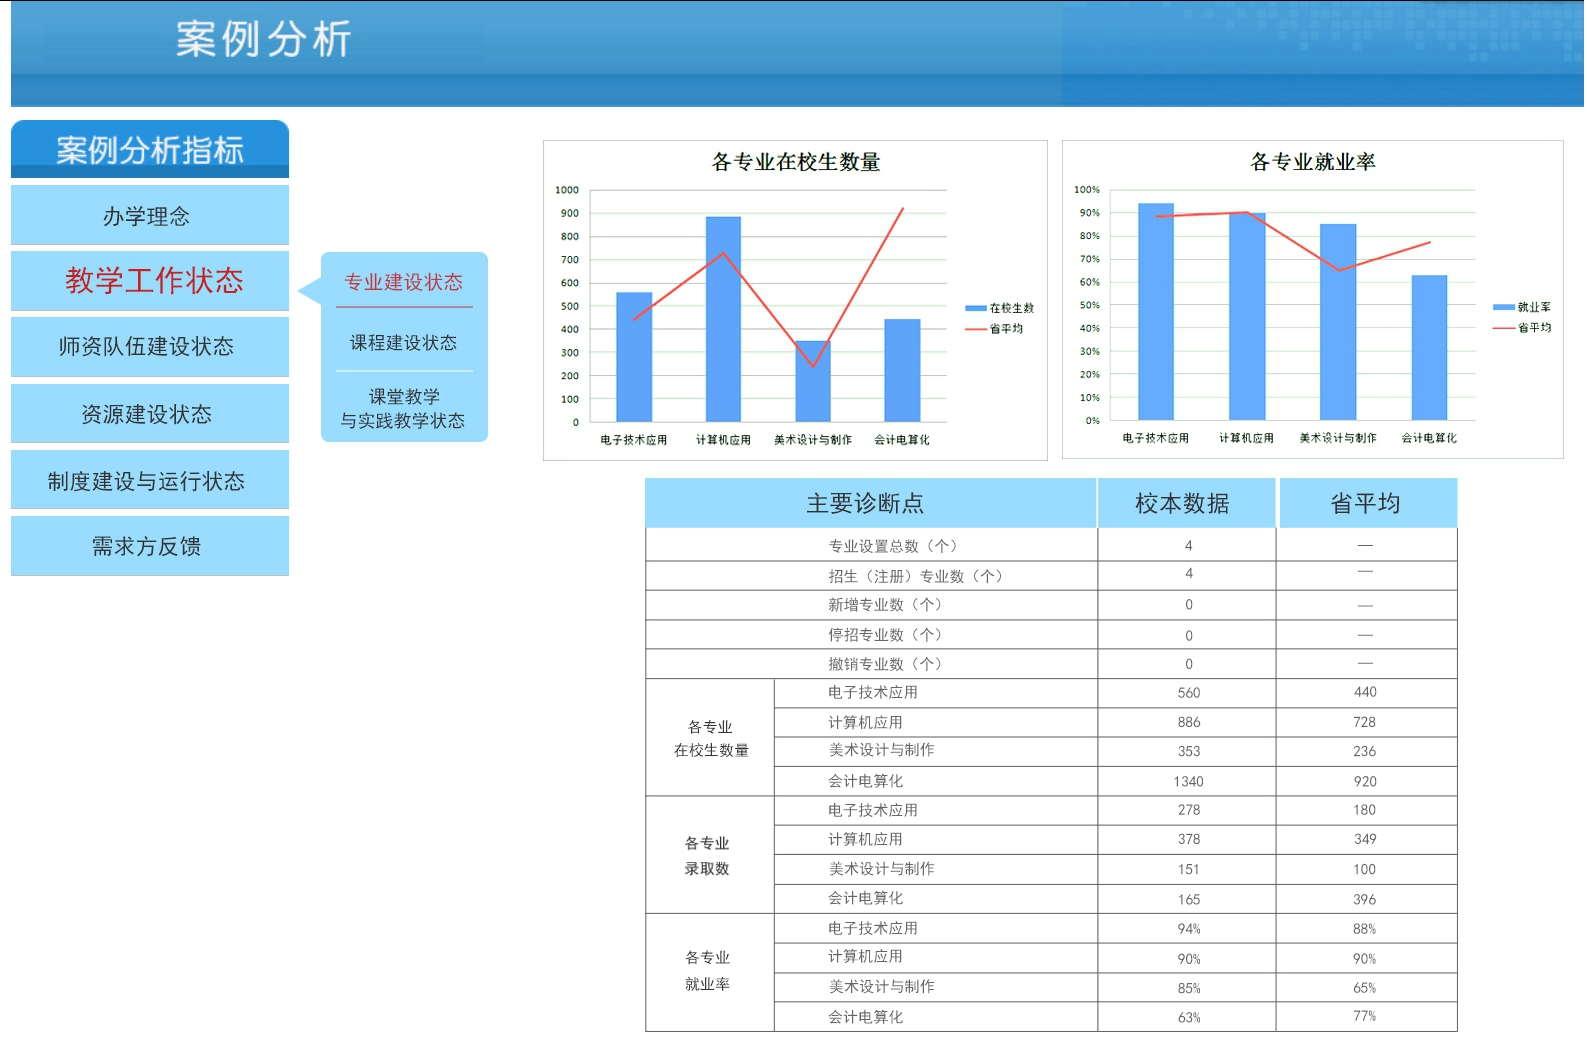 案例分析
案例分析指标
办学理念
教学工作状态
师资队伍建设状态
资源建设状态
制度建设与运行状态
需求方反馈
专业建设状态
课程建设状态
课堂教学
与实践教学状态
各专业在校生数量
1000
900
800
700
600
500
400
300
200
100
0
电子技术应用 计算机应用 美术设计与制作 会计电算化
在校生数
省平均
各专业就业率
100%
90%
80%
70%
60%
50%
40%
30%
20%
10%
0%
电子技术应用 计算机应用 美术设计与制作 会计电算化
就业率
省平均
主要诊断点 校本数据 省平均
专业设置总数（个） 4 —
招生（注册）专业数（个） 4 —
新增专业数（个） 0 —
停招专业数（个） 0 —
撤销专业数（个） 0 —
各专业
在校生数量
电子技术应用 560 440
计算机应用 886 728
美术设计与制作 353 236
会计电算化 1340 920
各专业
录取数
电子技术应用 278 180
计算机应用 378 349
美术设计与制作 151 100
会计电算化 165 396
各专业
就业率
电子技术应用 94% 88%
计算机应用 90% 90%
美术设计与制作 85% 65%
会计电算化 63% 77%